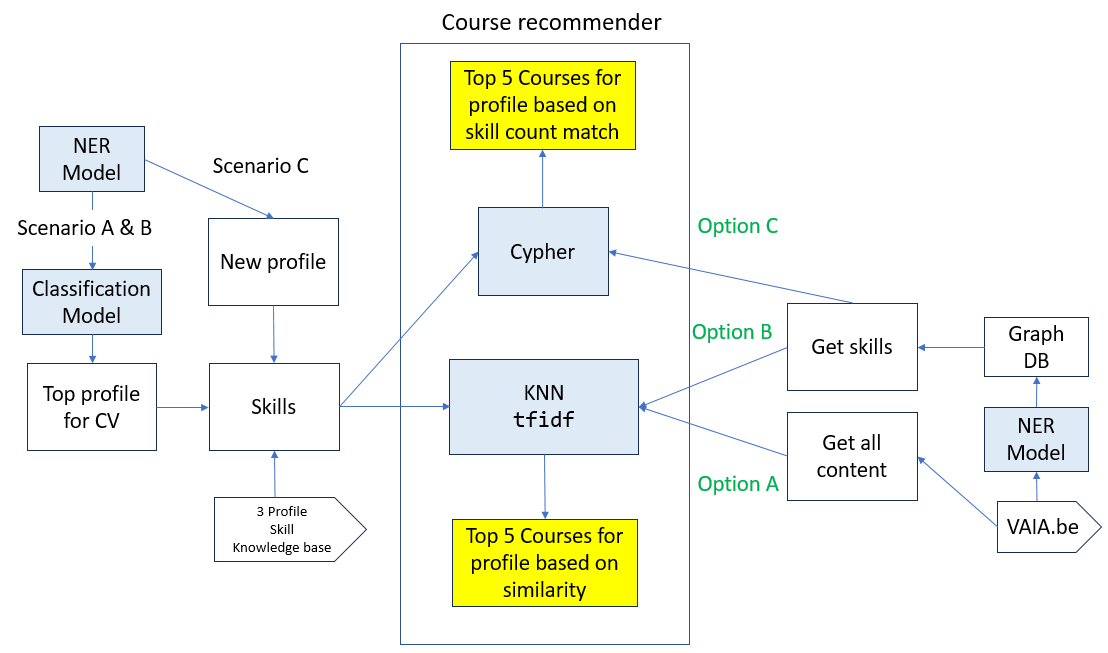 Course recommender
Top 5 Courses for
profile based on
skill count match
NER
Model
Scenario C
Scenario A & B
New profile
Cypher
Option C
Classification
Model
Option B
Get skills
Graph
DB
Top profile
for CV
Skills
KNN
tfidf
Get all
content
NER
Model
Option A
3 Profile
Skill
Knowledge base
VAIA.be
Top 5 Courses for
profile based on
similarity